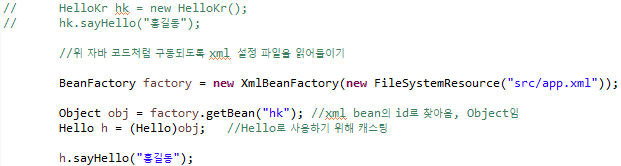 //      HelloKr hk = new HelloKr();
//      hk.sayHello("홍길동");
//위 자바 코드처럼 구동되도록 xml 설정 파일을 읽어들이기
BeanFactory factory = new XmlBeanFactory(new FileSystemResource("src/app.xml"));
Object obj = factory.getBean("hk"); //xml bean의 id로 찾아옴, Object임
Hello h = (Hello)obj;   //Hello로 사용하기 위해 캐스팅
h.sayHello("홍길동");